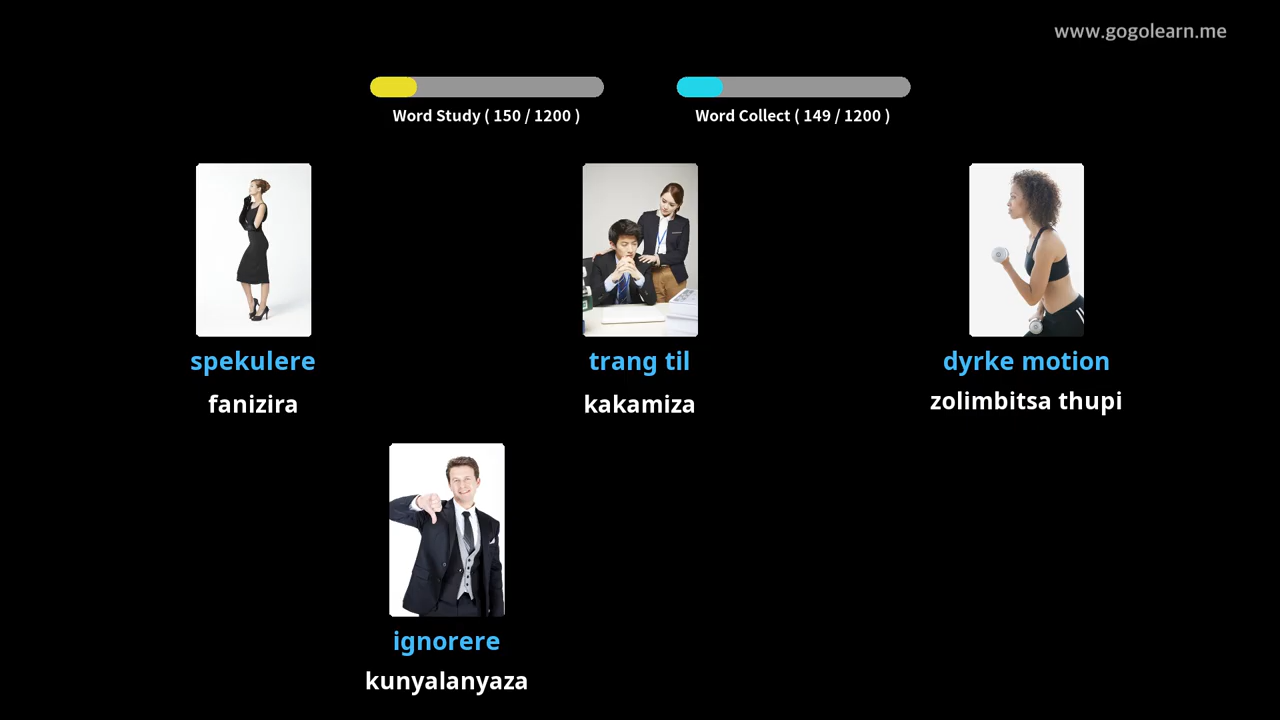 www.gogolearn.me
Word Study ( 150 / 1200 )
Word Collect ( 149 / 1200 )
spekulere
fanizira
trang til
kakamiza
dyrke motion
zolimbitsa thupi
ignorere
kunyalanyaza